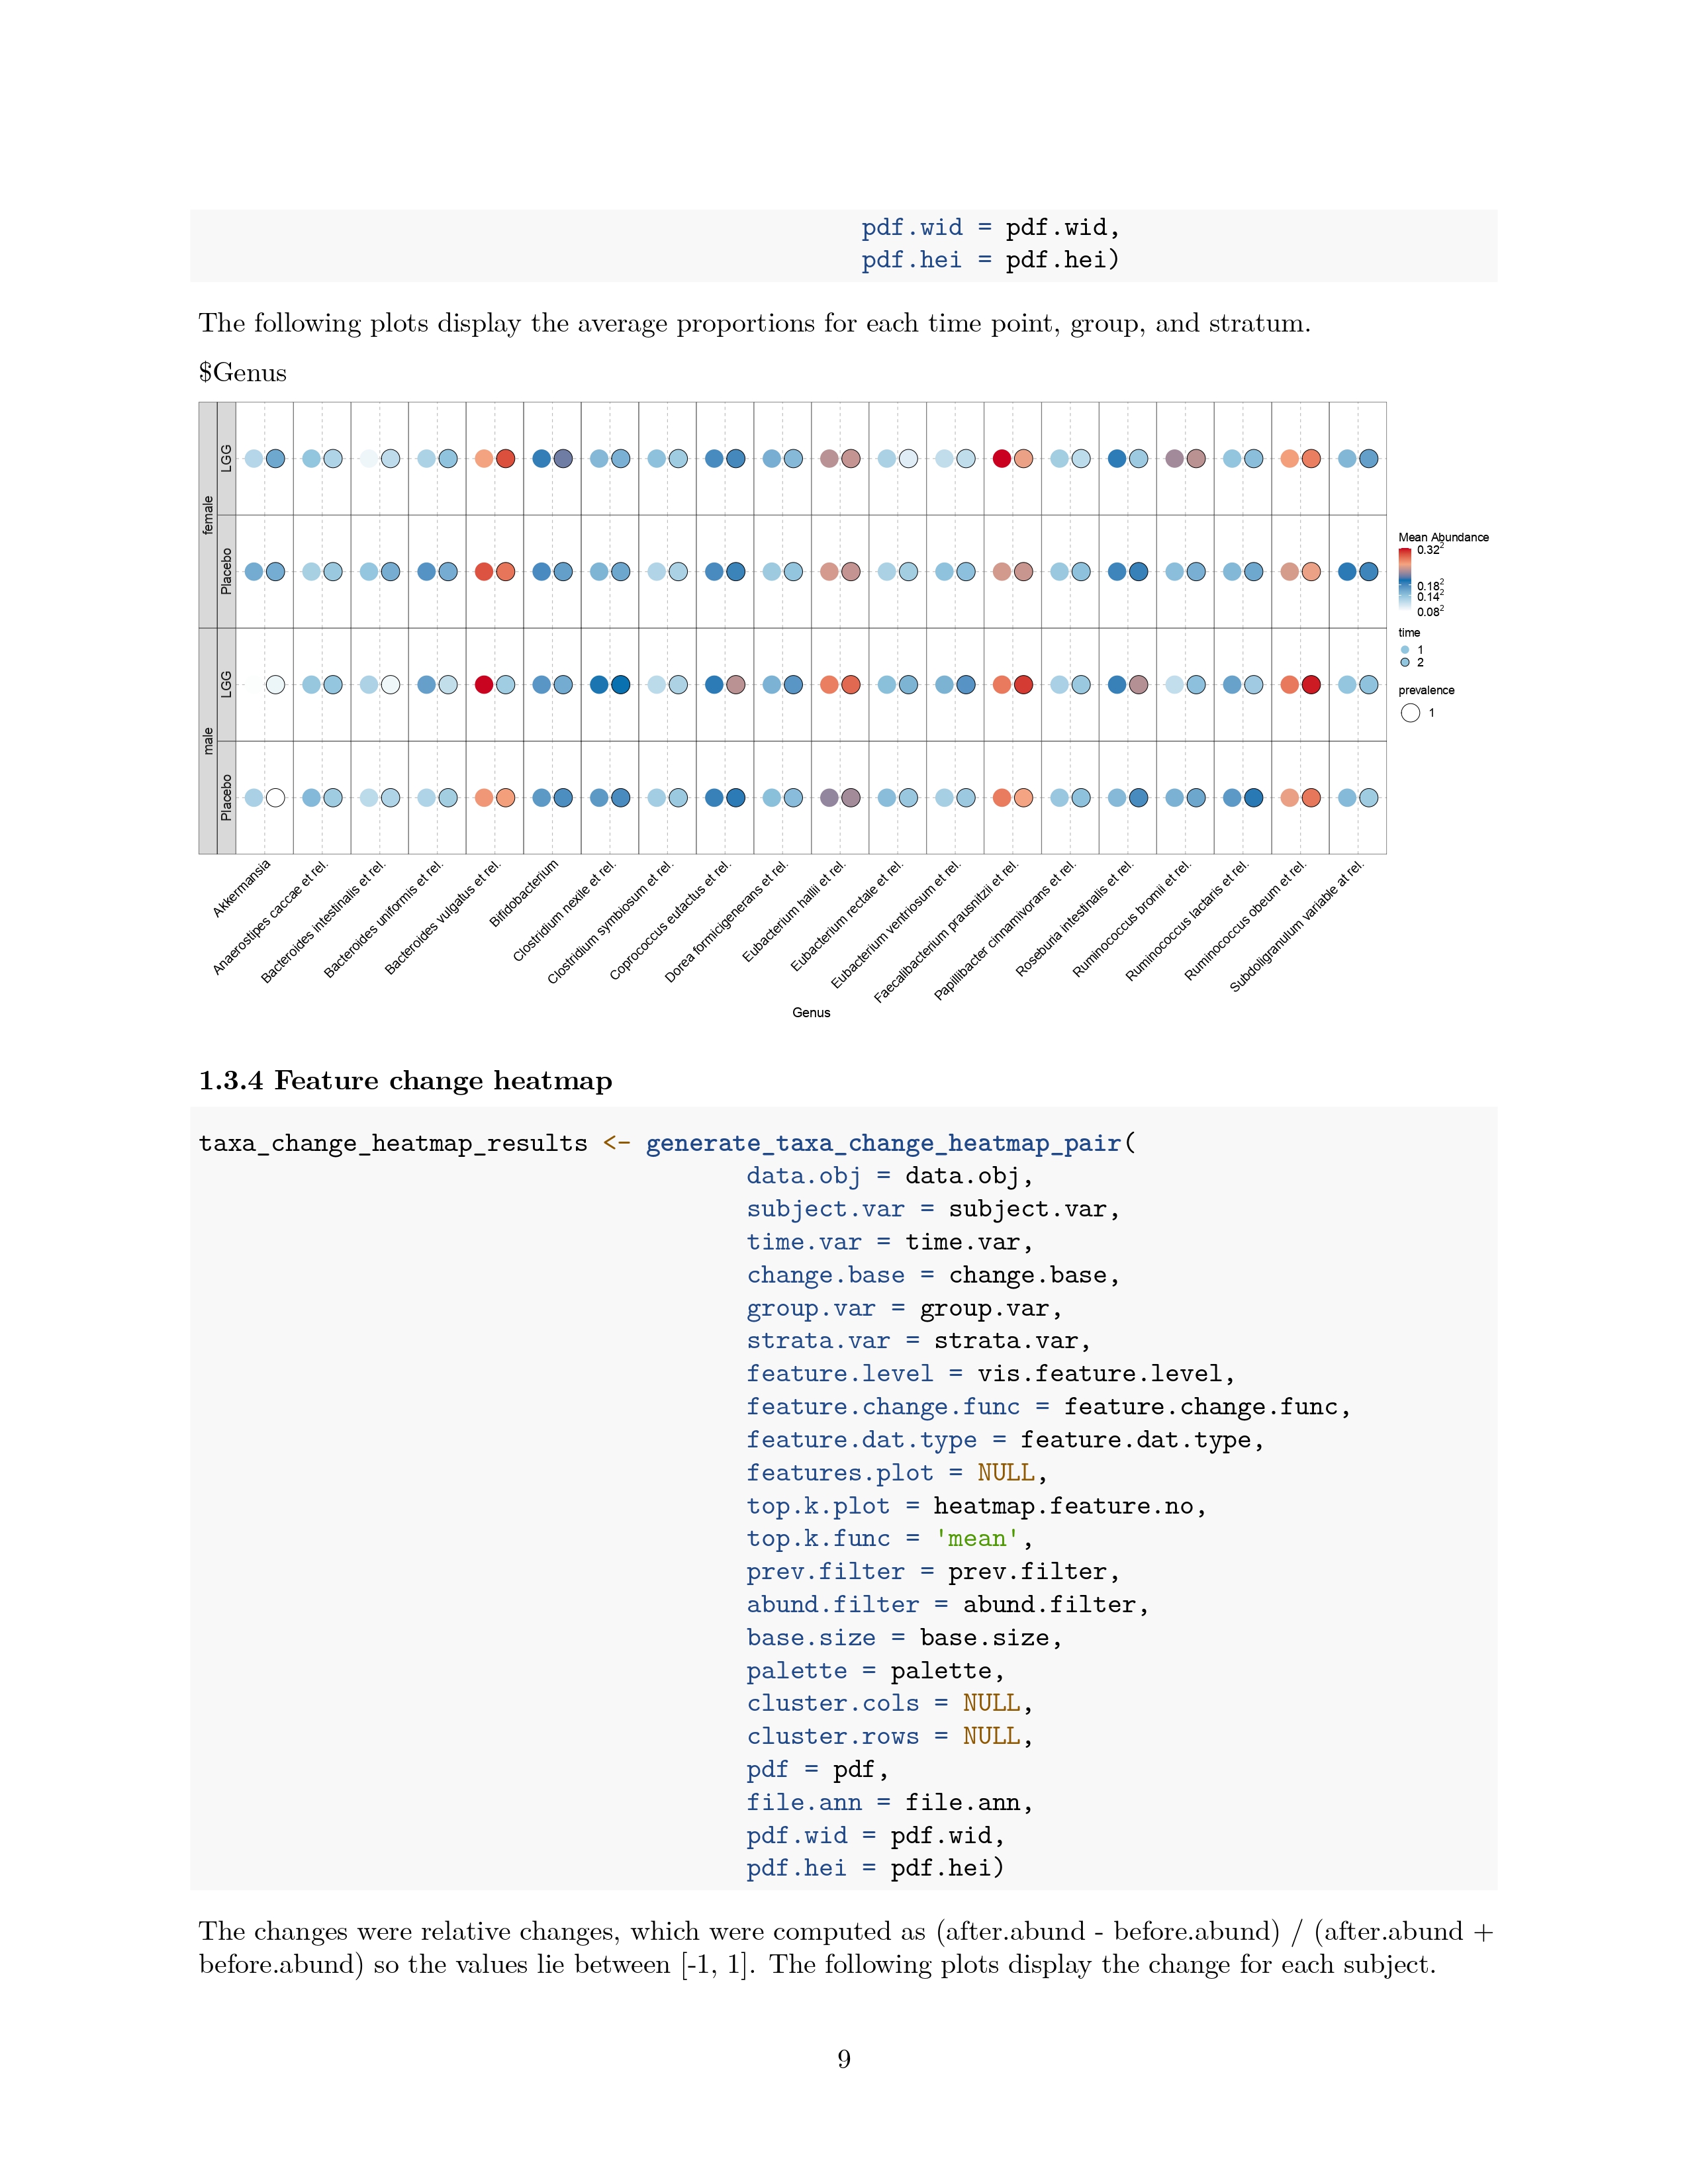 pdf.wid = pdf.wid,
pdf.hei = pdf.hei)
The following plots display the average proportions for each time point, group, and stratum.
$Genus
female
LGG
Placebo
male
LGG
Placebo
Akkermansia
Anaerostipes caccae et rel.
Bacteroides intestinalis et rel.
Bacteroides uniformis et rel.
Bacteroides vulgatus et rel.
Bifidobacterium
Clostridium nexile et rel.
Clostridium symbiosum et rel.
Coprococcus eutactus et rel.
Dorea formicigenerans et rel.
Eubacterium hallii et rel.
Eubacterium rectale et rel.
Eubacterium ventriosum et rel.
Faecalibacterium prausnitzii et rel.
Papillibacter cinnamivorans et rel.
Roseburia intestinalis et rel.
Ruminococcus bromii et rel.
Ruminococcus lactaris et rel.
Ruminococcus obeum et rel.
Subdoligranulum variable at rel.
Genus
Mean Abundance
0.32²
0.18²
0.14²
0.08²
time
1
2
prevalence
1
1.3.4 Feature change heatmap
taxa_change_heatmap_results <- generate_taxa_change_heatmap_pair(
data.obj = data.obj,
subject.var = subject.var,
time.var = time.var,
change.base = change.base,
group.var = group.var,
strata.var = strata.var,
feature.level = vis.feature.level,
feature.change.func = feature.change.func,
feature.dat.type = feature.dat.type,
features.plot = NULL,
top.k.plot = heatmap.feature.no,
top.k.func = 'mean',
prev.filter = prev.filter,
abund.filter = abund.filter,
base.size = base.size,
palette = palette,
cluster.cols = NULL,
cluster.rows = NULL,
pdf = pdf,
file.ann = file.ann,
pdf.wid = pdf.wid,
pdf.hei = pdf.hei)
The changes were relative changes, which were computed as (after.abund - before.abund) / (after.abund +
before.abund) so the values lie between [-1, 1]. The following plots display the change for each subject.
9